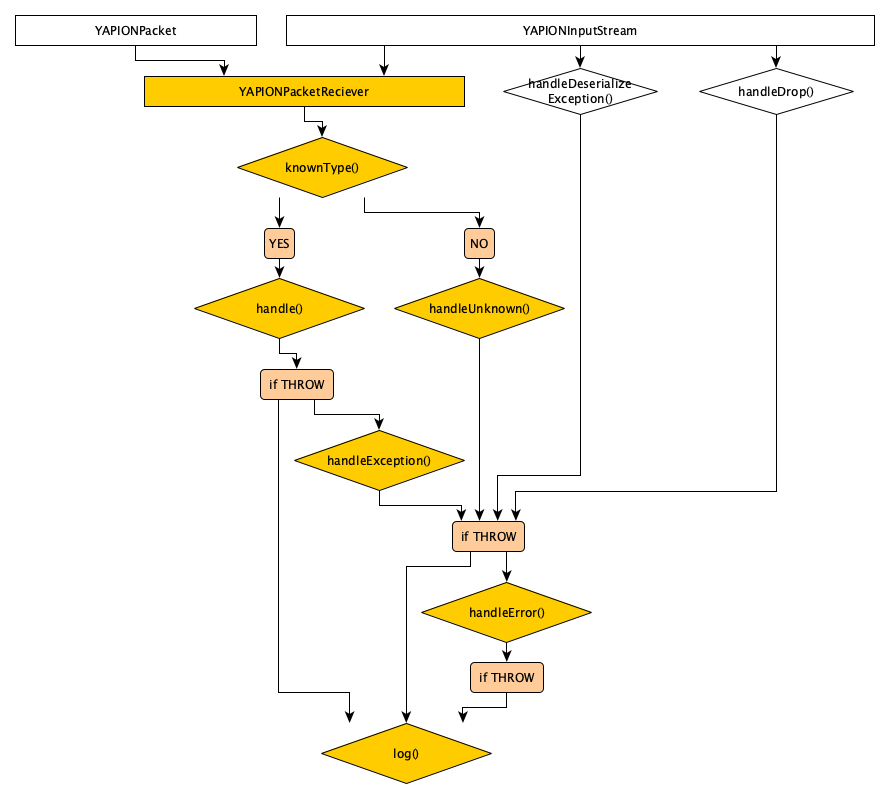 YAPIONPacket
YAPIONInputStream
YAPIONPacketReciever
handleDeserialize
Exception()
handleDrop()
knownType()
YES
NO
handle()
handleUnknown()
if THROW
handleException()
if THROW
handleError()
if THROW
log()